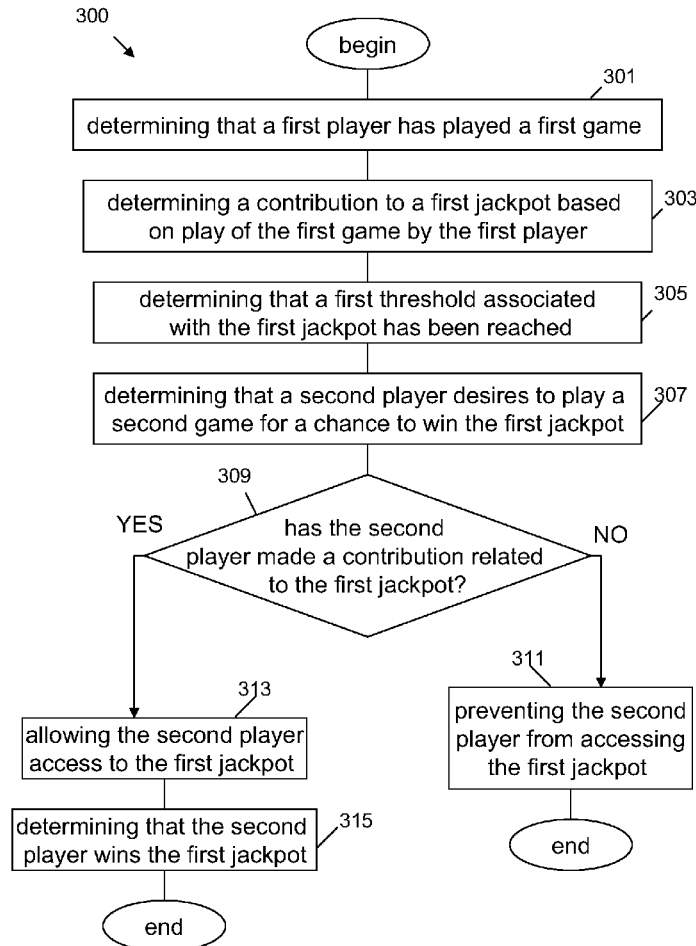 300
begin
301
determining that a first player has played a first game
determining a contribution to a first jackpot based
on play of the first game by the first player
303
determining that a first threshold associated
with the first jackpot has been reached
305
determining that a second player desires to play a
second game for a chance to win the first jackpot
307
309
YES
NO
has the second
player made a contribution related
to the first jackpot?
313
allowing the second player
access to the first jackpot
determining that the second
player wins the first jackpot
315
end
311
preventing the second
player from accessing
the first jackpot
end